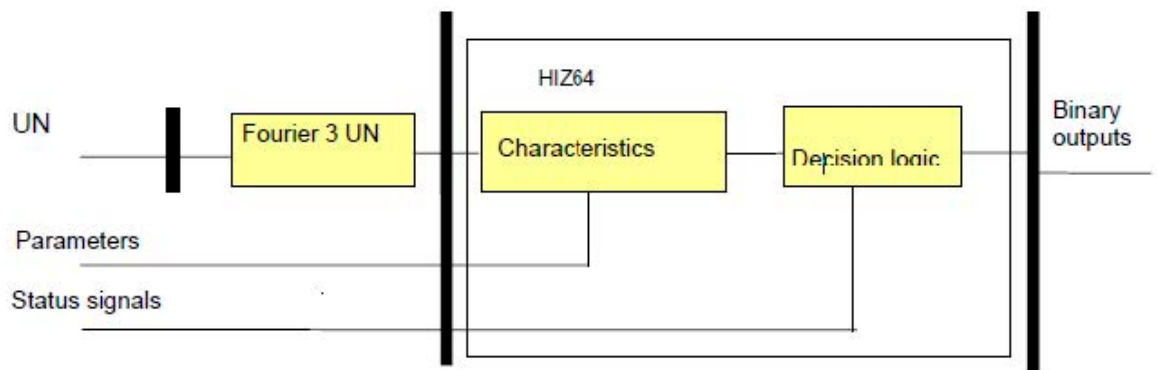 HIZ64
UN
Fourier 3 UN
Characteristics
Decision logic
Binary
outputs
Parameters
Status signals